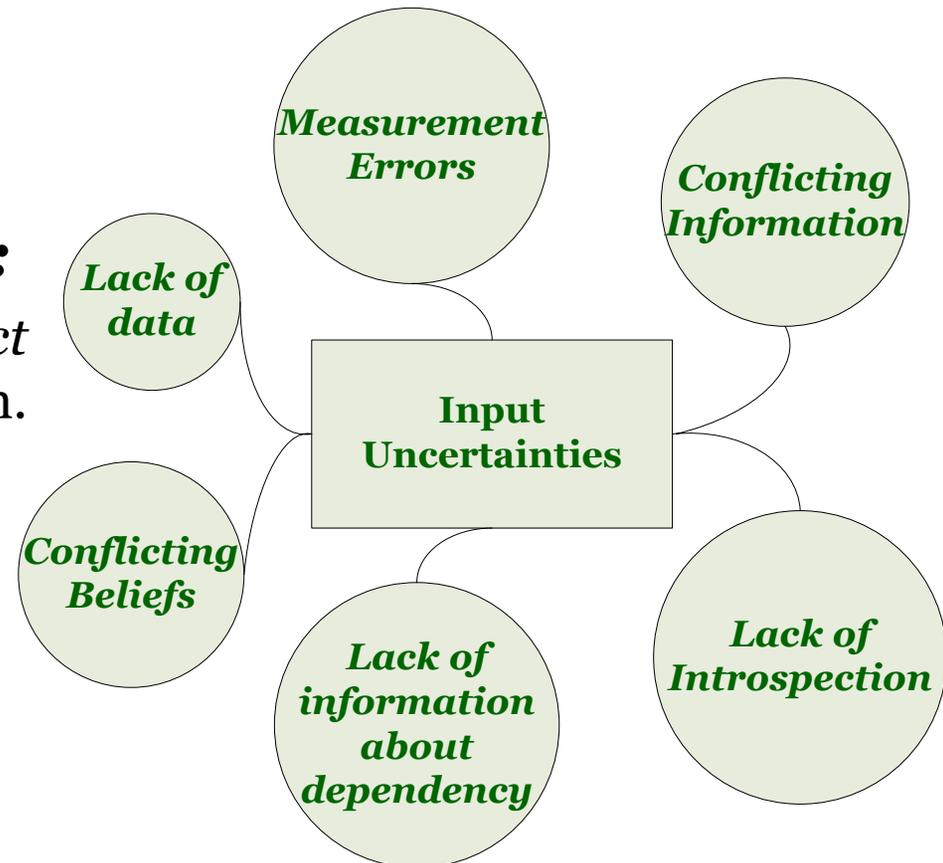 Measurement
Errors
Conflicting
Information
Lack of
data
Input
Uncertainties
Conflicting
Beliefs
Lack of
Introspection
Lack of
information
about
dependency